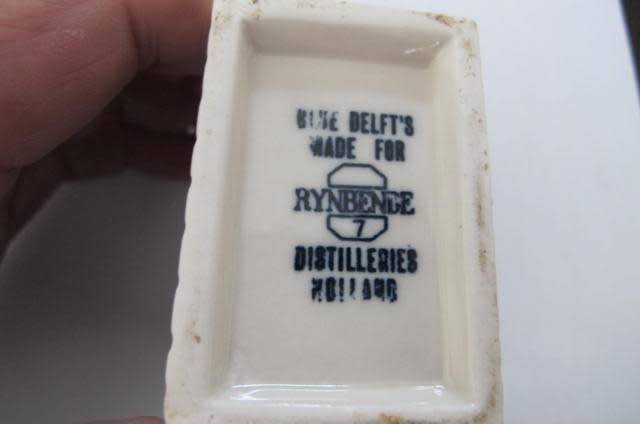 BLUE DELFT'S
MADE FOR
RYNBENDE
7
DISTILLERIES
HOLLAND